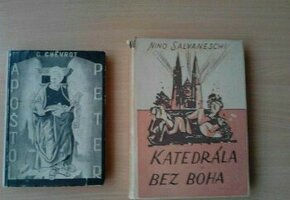 G. CHEVROT
APOŠTOL
PETER
NINO SALVANESCHI
KATEDRÁLA
BEZ BOHA